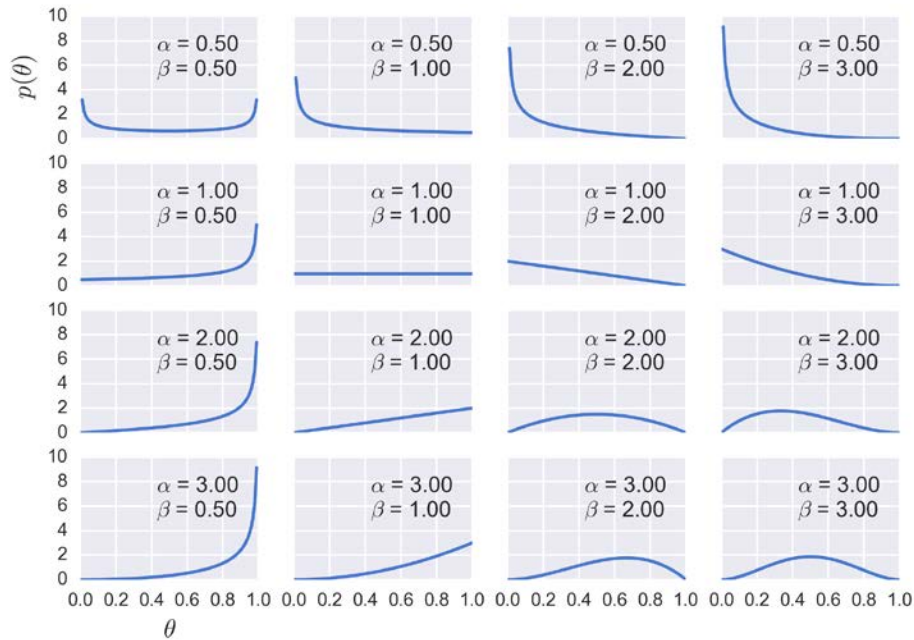 10
8
6
4
2
0
p(θ)
α = 0.50
β = 0.50
α = 0.50
β = 1.00
α = 0.50
β = 2.00
α = 0.50
β = 3.00
10
8
6
4
2
0
α = 1.00
β = 0.50
α = 1.00
β = 1.00
α = 1.00
β = 2.00
α = 1.00
β = 3.00
10
8
6
4
2
0
α = 2.00
β = 0.50
α = 2.00
β = 1.00
α = 2.00
β = 2.00
α = 2.00
β = 3.00
10
8
6
4
2
0
α = 3.00
β = 0.50
α = 3.00
β = 1.00
α = 3.00
β = 2.00
α = 3.00
β = 3.00
0.0 0.2 0.4 0.6 0.8 1.0
0.0 0.2 0.4 0.6 0.8 1.0
0.0 0.2 0.4 0.6 0.8 1.0
0.0 0.2 0.4 0.6 0.8 1.0
θ